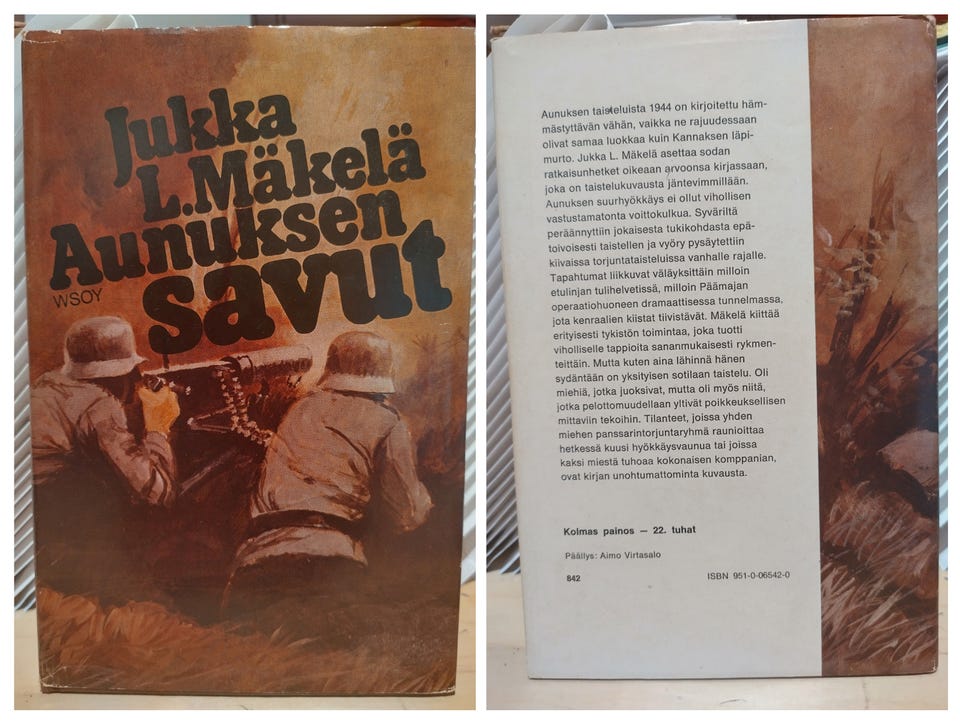 Jukka
L. Mäkelä
Aunuksen
savut
WSOY
Aunuksen taisteluista 1944 on kirjoitettu häm-
mästyttävän vähän, vaikka ne rajuudessaan
olivat samaa luokkaa kuin Kannaksen läpi-
murto. Jukka L. Mäkelä asettaa sodan
ratkaisunhetket oikeaan arvoonsa kirjassaan,
joka on taistelukuvausta jäntevimmillään.
Aunuksen suurhyökkäys ei ollut vihollisen
vastustamatonta voittokulkua. Syväriltä
peräännyttiin jokaisesta tukikohdasta epä-
toivoisesti taistellen ja vyöry pysäytettiin
kiivaissa torjuntataisteluissa vanhalle rajalle.
Tapahtumat liikkuvat väläyksittäin milloin
etulinjan tulihelvetissä, milloin Päämajan
operaatiohuoneen dramaattisessa tunnelmassa,
jota kenraalien kiistat tiivistävät. Mäkelä kiittää
erityisesti tykistön toimintaa, joka tuotti
viholliselle tappioita sananmukaisesti rykmen-
teittäin. Mutta kuten aina lähinnä hänen
sydäntään on yksityisen sotilaan taistelu. Oli
miehiä, jotka juoksivat, mutta oli myös niitä,
jotka pelottomuudellaan yltivät poikkeuksellisen
mittaviin tekoihin. Tilanteet, joissa yhden
miehen panssarintorjuntaryhmä raunioittaa
hetkessä kuusi hyökkäysvaunua tai joissa
kaksi miestä tuhoaa kokonaisen komppanian,
ovat kirjan unohtumattominta kuvausta.
Kolmas painos — 22. tuhat
Päällys: Aimo Virtasalo
842 ISBN 951-0-06542-0